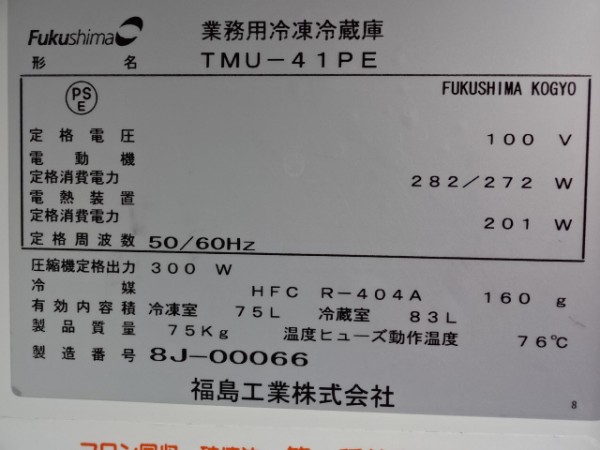 Fukushima 業務用冷凍冷蔵庫
形名 TMU-41PE
PS E FUKUSHIMA KOGYO
定格電圧 100 V
電動機
定格消費電力 282/272 W
電熱装置
定格消費電力 201 W
定格周波数 50/60Hz
圧縮機定格出力 300 W
冷媒 HFC R-404A 160 g
有効内容積 冷凍室 75L 冷蔵室 83L
製品質量 75Kg 温度ヒューズ動作温度 76℃
製造番号 8J-00066
福島工業株式会社
8